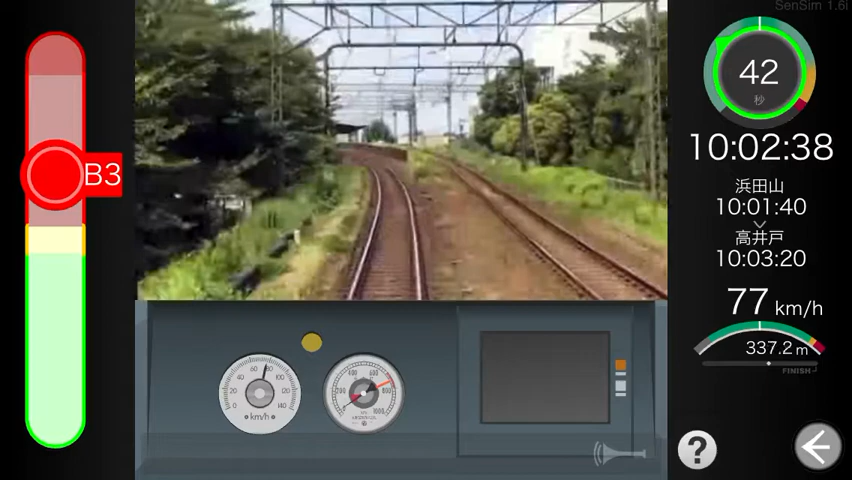 SenSim 1.6i
42
秒
B3
10:02:38
浜田山
10:01:40
高井戸
10:03:20
77 km/h
337.2 m
FINISH
km/h
?